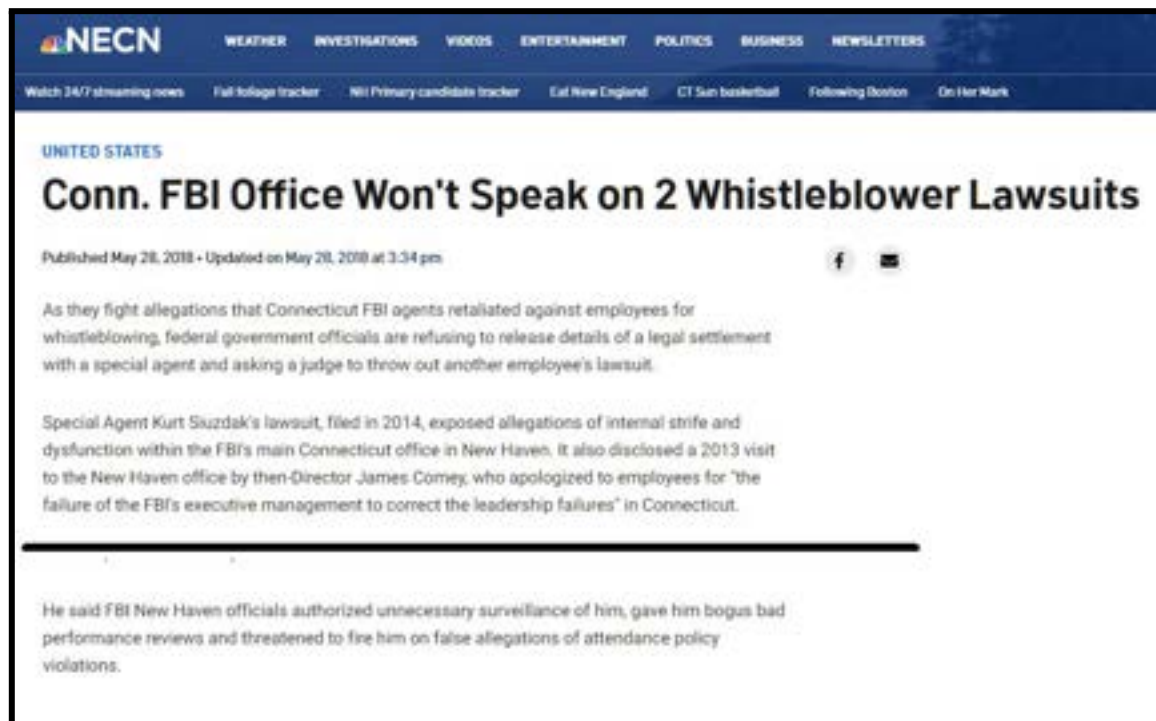 NECN
WEATHER INVESTIGATIONS VIDEOS ENTERTAINMENT POLITICS BUSINESS NEWSLETTERS
Watch 24/7 streaming news Fall foliage tracker NH Primary candidate tracker Eat New England CT Sun basketball Following Boston On Her Mark
UNITED STATES
Conn. FBI Office Won't Speak on 2 Whistleblower Lawsuits
Published May 28, 2018 • Updated on May 28, 2018 at 3:34 pm
As they fight allegations that Connecticut FBI agents retaliated against employees for
whistleblowing, federal government officials are refusing to release details of a legal settlement
with a special agent and asking a judge to throw out another employee's lawsuit.
Special Agent Kurt Siuzdak's lawsuit, filed in 2014, exposed allegations of internal strife and
dysfunction within the FBI's main Connecticut office in New Haven. It also disclosed a 2013 visit
to the New Haven office by then-Director James Comey, who apologized to employees for "the
failure of the FBI's executive management to correct the leadership failures" in Connecticut.
He said FBI New Haven officials authorized unnecessary surveillance of him, gave him bogus bad
performance reviews and threatened to fire him on false allegations of attendance policy
violations.